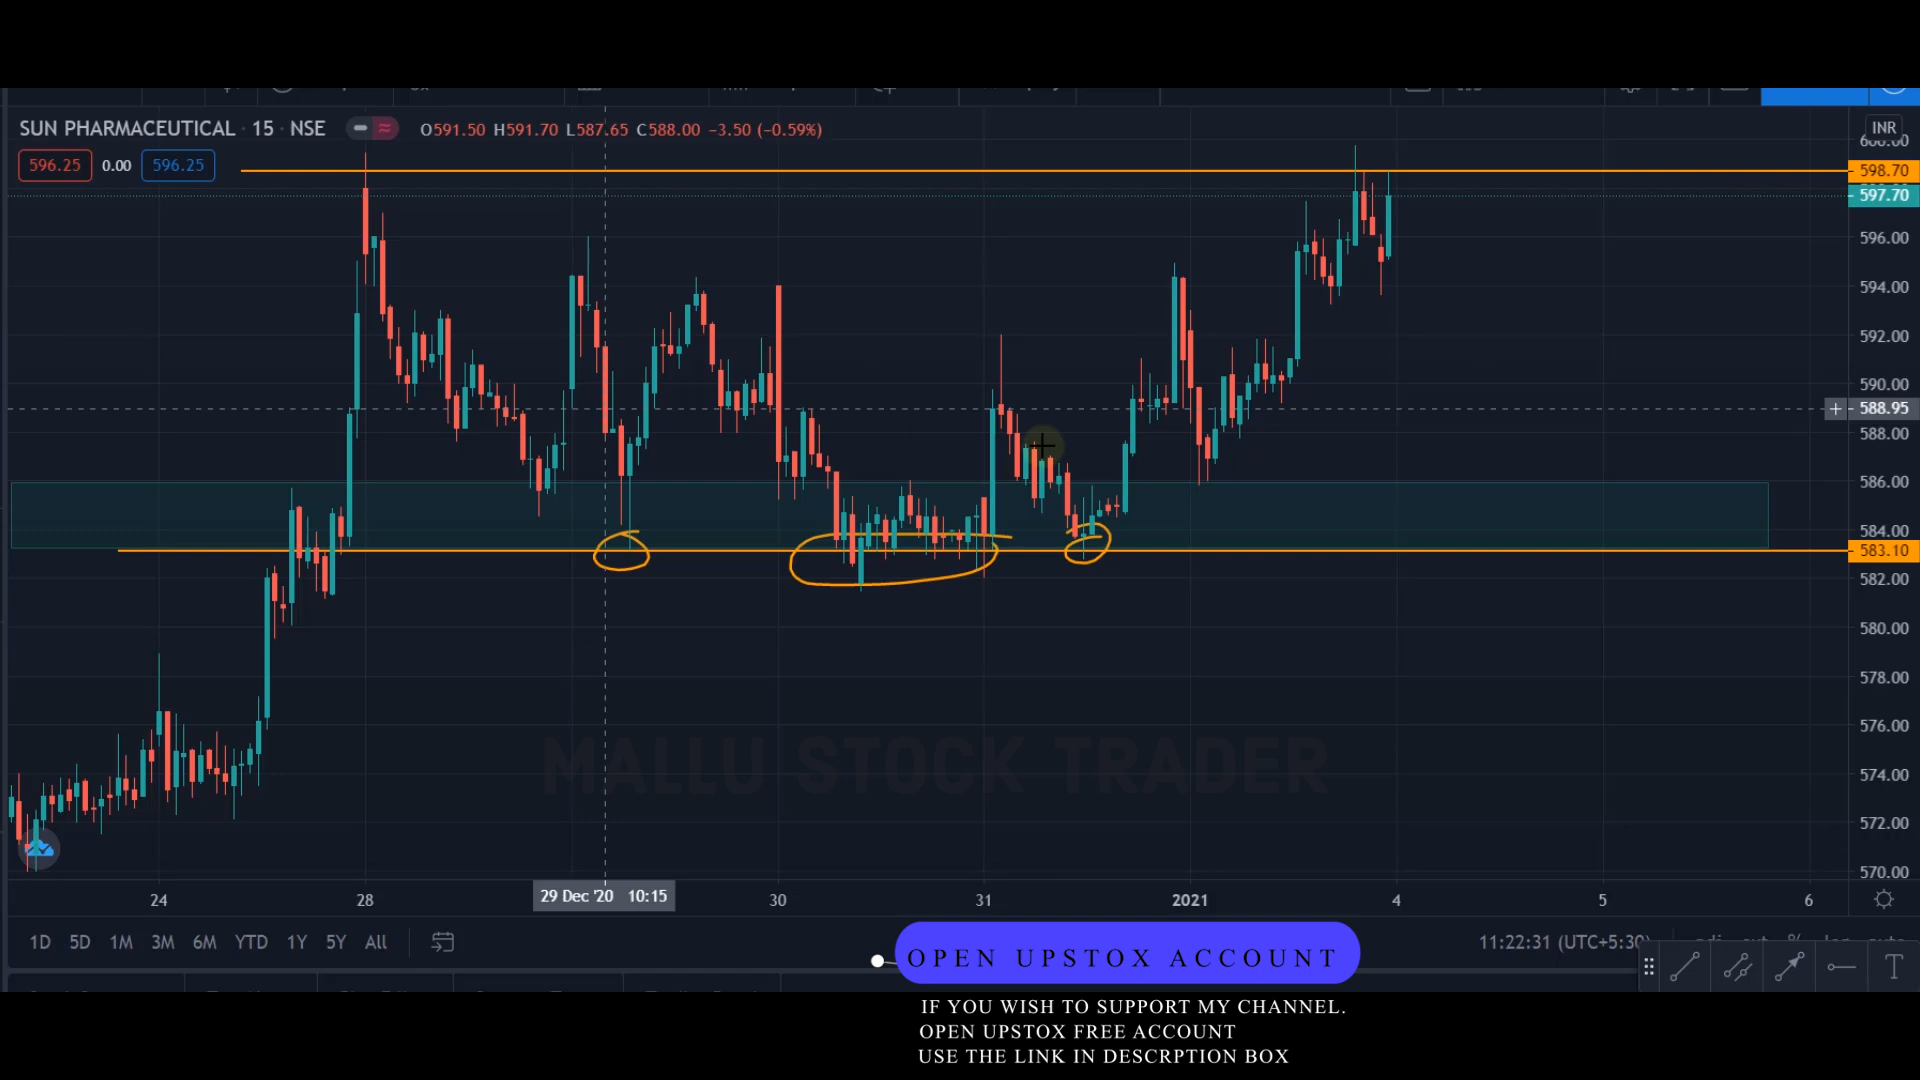 SUN PHARMACEUTICAL · 15 · NSE O591.50 H591.70 L587.65 C588.00 −3.50 (−0.59%)
INR
600.00
596.25 0.00 596.25
598.70
597.70
596.00
594.00
592.00
590.00
588.95
588.00
586.00
584.00
583.10
582.00
580.00
578.00
576.00
574.00
572.00
570.00
MALLU STOCK TRADER
24 28 29 Dec '20 10:15 30 31 2021 4 5 6
1D 5D 1M 3M 6M YTD 1Y 5Y All
11:22:31 (UTC+5:30)
OPEN UPSTOX ACCOUNT
T
IF YOU WISH TO SUPPORT MY CHANNEL.
OPEN UPSTOX FREE ACCOUNT
USE THE LINK IN DESCRPTION BOX